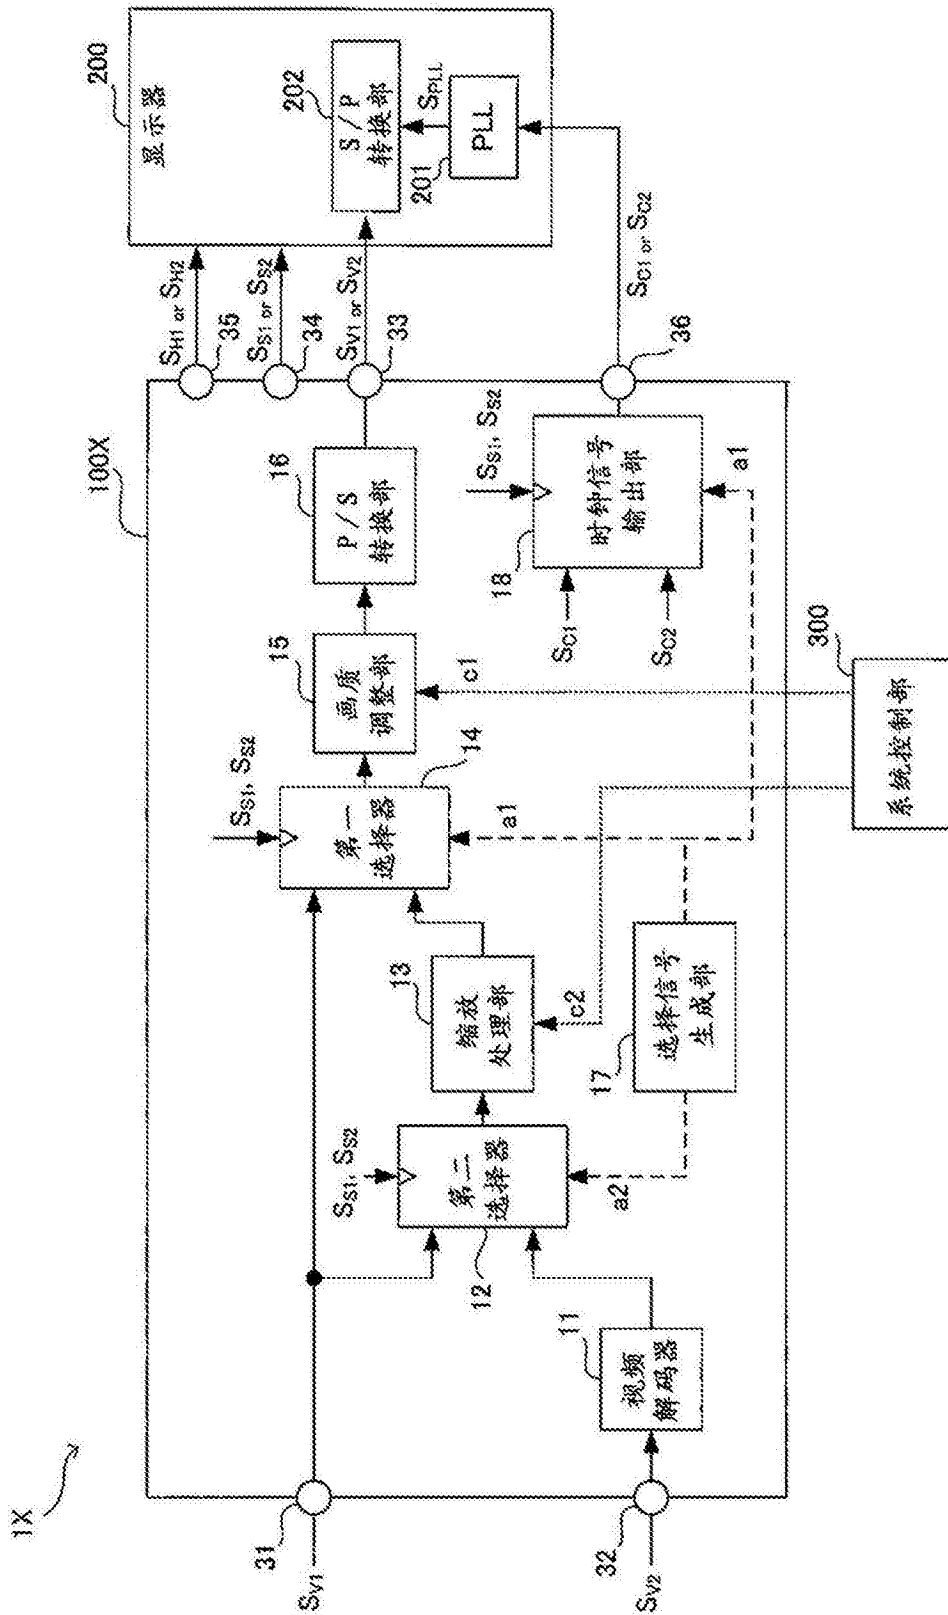 1X
100X
200
显示器
S/P
转换部
202
SPLL
PLL
201
SH1 or SH2
35
SS1 or SS2
34
SV1 or SV2
33
SC1 or SC2
36
SV1
31
SV2
32
视频
解码器
11
SS1, SS2
第二
选择器
12
a2
缩放
处理部
13
c2
SS1, SS2
第一
选择器
14
a1
画质
调整部
15
c1
P/S
转换部
16
选择信号
生成部
17
SS1, SS2
时钟信号
输出部
18
SC1
SC2
a1
系统控制部
300